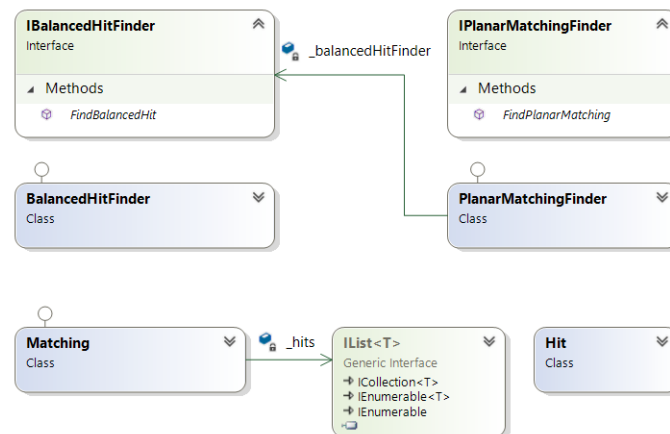 IBalancedHitFinder
Interface
Methods
FindBalancedHit
_balancedHitFinder
IPlanarMatchingFinder
Interface
Methods
FindPlanarMatching
BalancedHitFinder
Class
PlanarMatchingFinder
Class
Matching
Class
_hits
IList<T>
Generic Interface
ICollection<T>
IEnumerable<T>
IEnumerable
Hit
Class